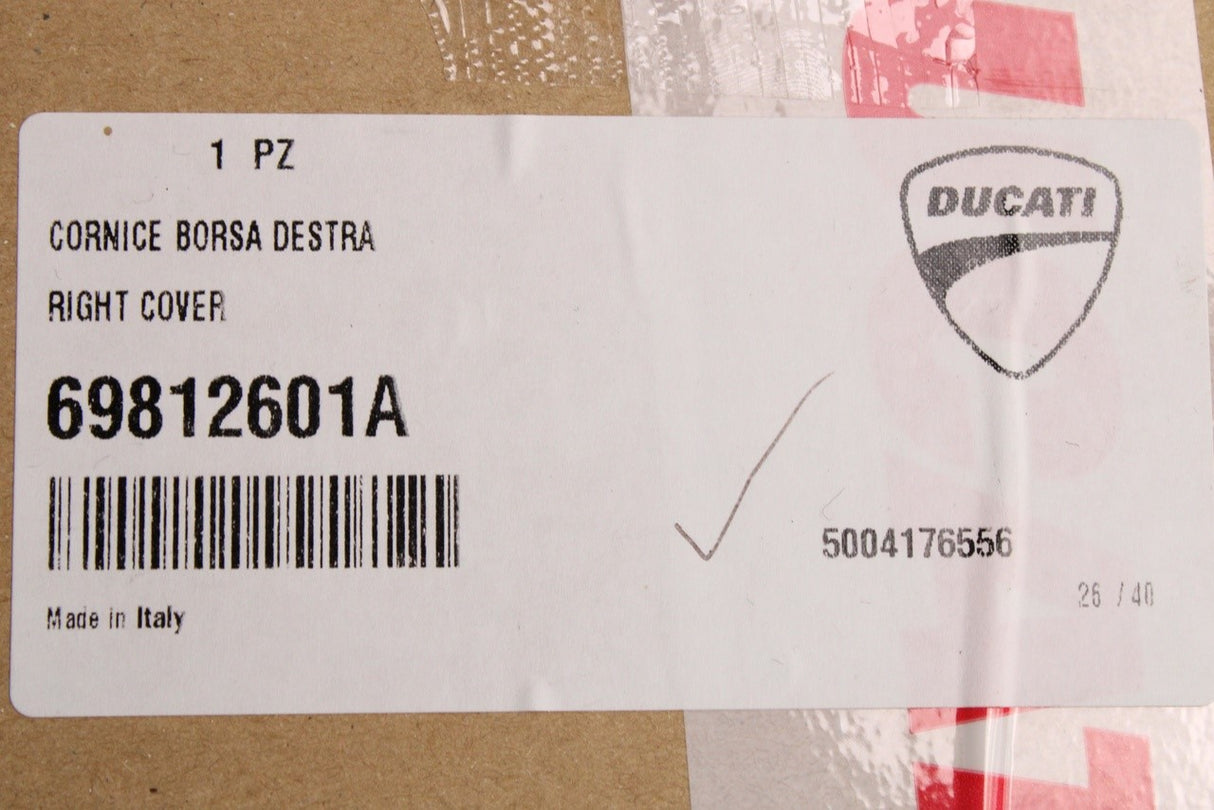 1 PZ
DUCATI
CORNICE BORSA DESTRA
RIGHT COVER
69812601A
5004176556
26 / 40
Made in Italy